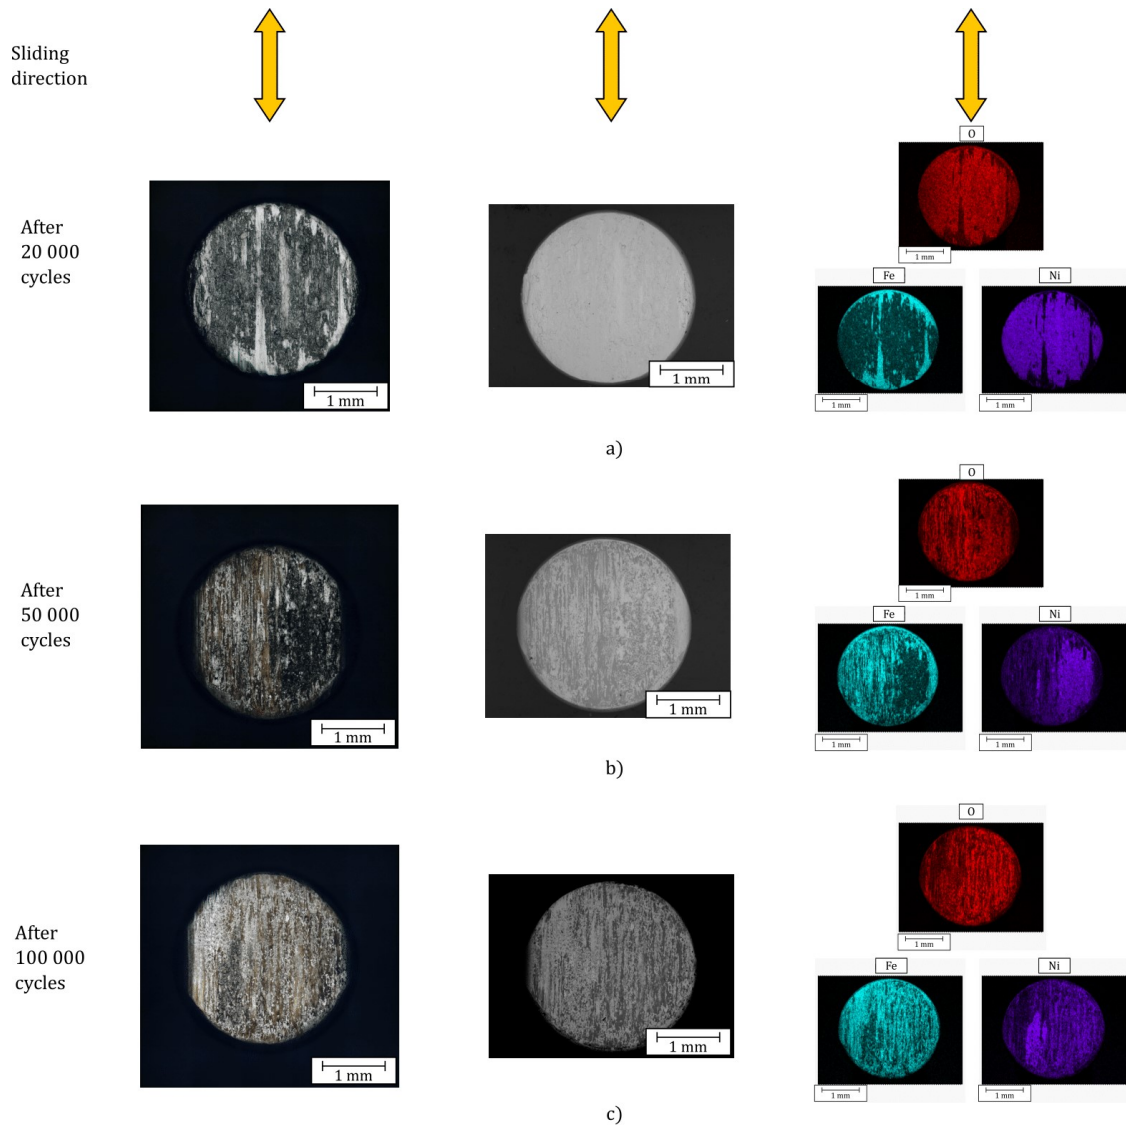 Sliding
direction
O
After
20 000
cycles
1 mm
Fe
Ni
1 mm
1 mm
1 mm
1 mm
a)
O
After
50 000
cycles
1 mm
Fe
Ni
1 mm
1 mm
1 mm
1 mm
b)
O
After
100 000
cycles
1 mm
Fe
Ni
1 mm
1 mm
1 mm
1 mm
c)